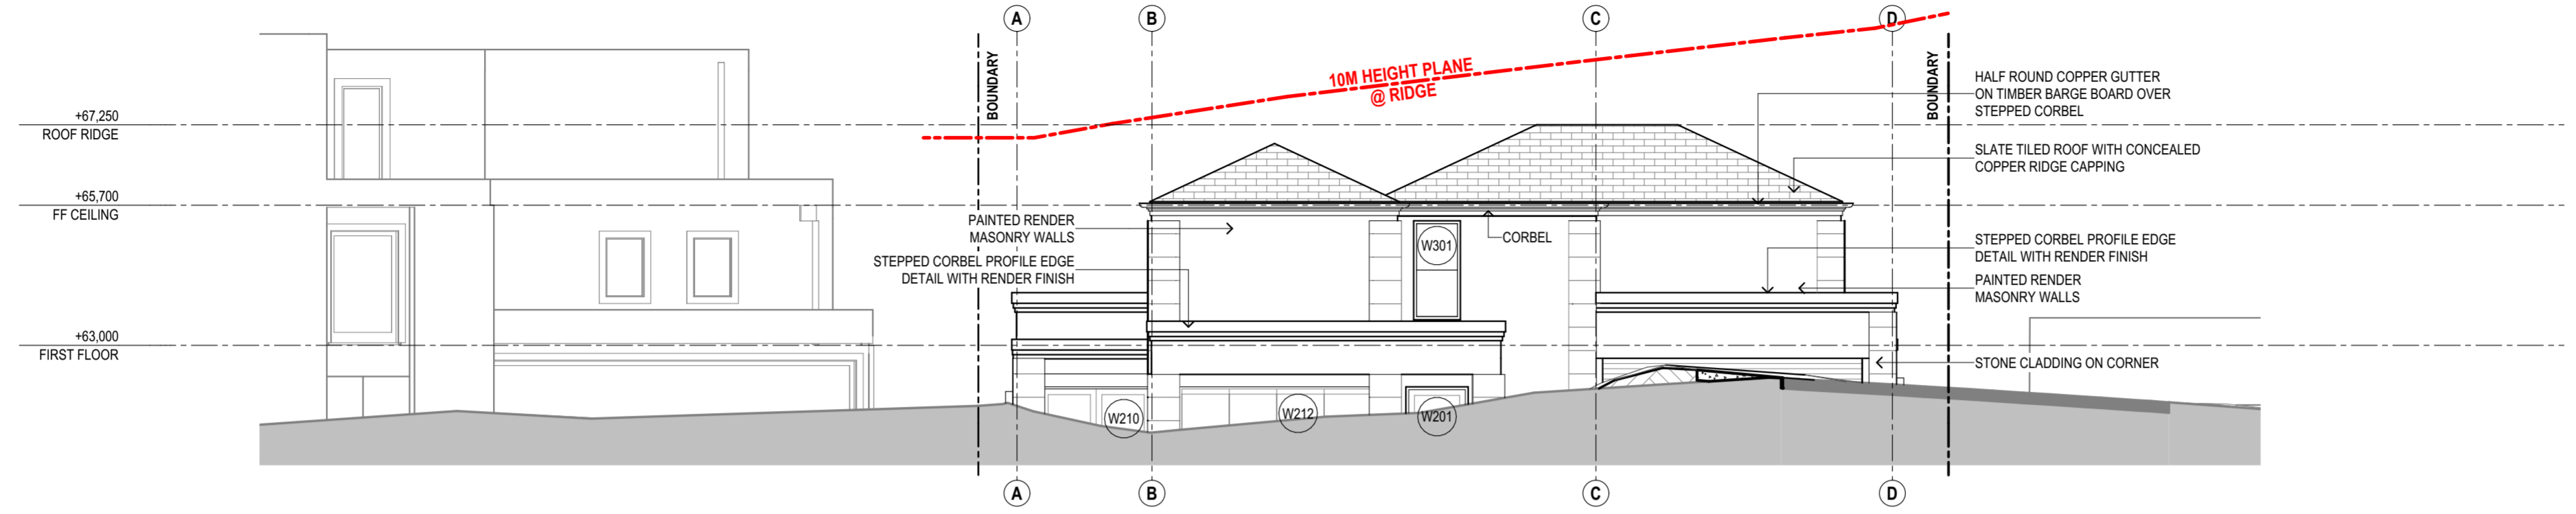 A
B
C
D
BOUNDARY
10M HEIGHT PLANE
@ RIDGE
BOUNDARY
HALF ROUND COPPER GUTTER
ON TIMBER BARGE BOARD OVER
STEPPED CORBEL
+67,250
ROOF RIDGE
SLATE TILED ROOF WITH CONCEALED
COPPER RIDGE CAPPING
+65,700
FF CEILING
PAINTED RENDER
MASONRY WALLS
CORBEL
W301
STEPPED CORBEL PROFILE EDGE
DETAIL WITH RENDER FINISH
STEPPED CORBEL PROFILE EDGE
DETAIL WITH RENDER FINISH
PAINTED RENDER
MASONRY WALLS
+63,000
FIRST FLOOR
STONE CLADDING ON CORNER
W210
W212
W201
A
B
C
D